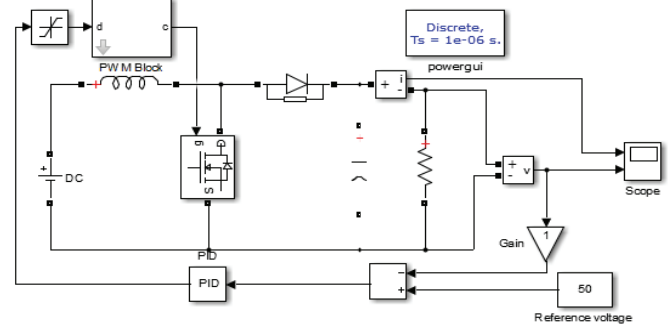 d
c
PWM Block
Discrete,
Ts = 1e-06 s.
powergui
+
i
-
+
DC
g
D
S
+
-
v
Scope
Gain
1
PID
PID
-
+
50
Reference voltage